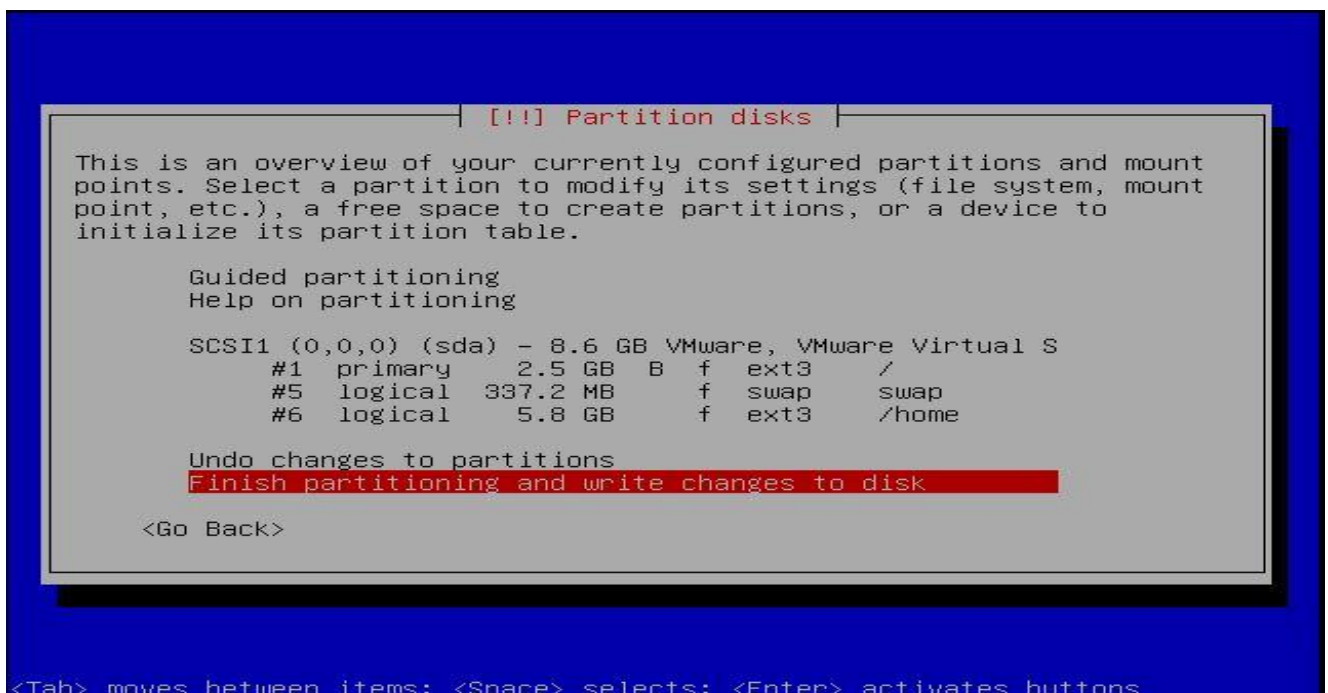 [!!] Partition disks
This is an overview of your currently configured partitions and mount
points. Select a partition to modify its settings (file system, mount
point, etc.), a free space to create partitions, or a device to
initialize its partition table.
Guided partitioning
Help on partitioning
SCSI1 (0,0,0) (sda) - 8.6 GB VMware, VMware Virtual S
#1 primary 2.5 GB B f ext3 /
#5 logical 337.2 MB f swap swap
#6 logical 5.8 GB f ext3 /home
Undo changes to partitions
Finish partitioning and write changes to disk
<Go Back>
<Tab> moves between items; <Space> selects; <Enter> activates buttons